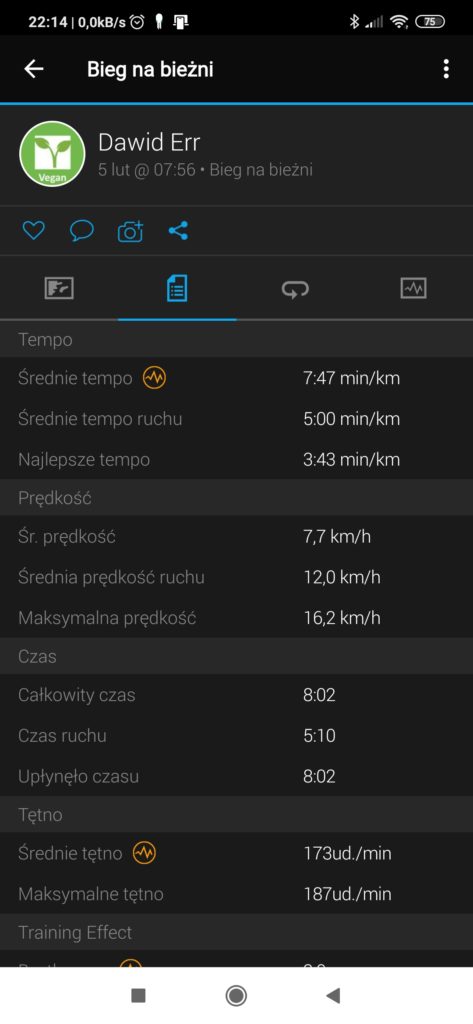 22:14 | 0,0kB/s
75
Bieg na bieżni
Vegan
Dawid Err
5 lut @ 07:56 • Bieg na bieżni
Tempo
Średnie tempo 7:47 min/km
Średnie tempo ruchu 5:00 min/km
Najlepsze tempo 3:43 min/km
Prędkość
Śr. prędkość 7,7 km/h
Średnia prędkość ruchu 12,0 km/h
Maksymalna prędkość 16,2 km/h
Czas
Całkowity czas 8:02
Czas ruchu 5:10
Upłynęło czasu 8:02
Tętno
Średnie tętno 173ud./min
Maksymalne tętno 187ud./min
Training Effect